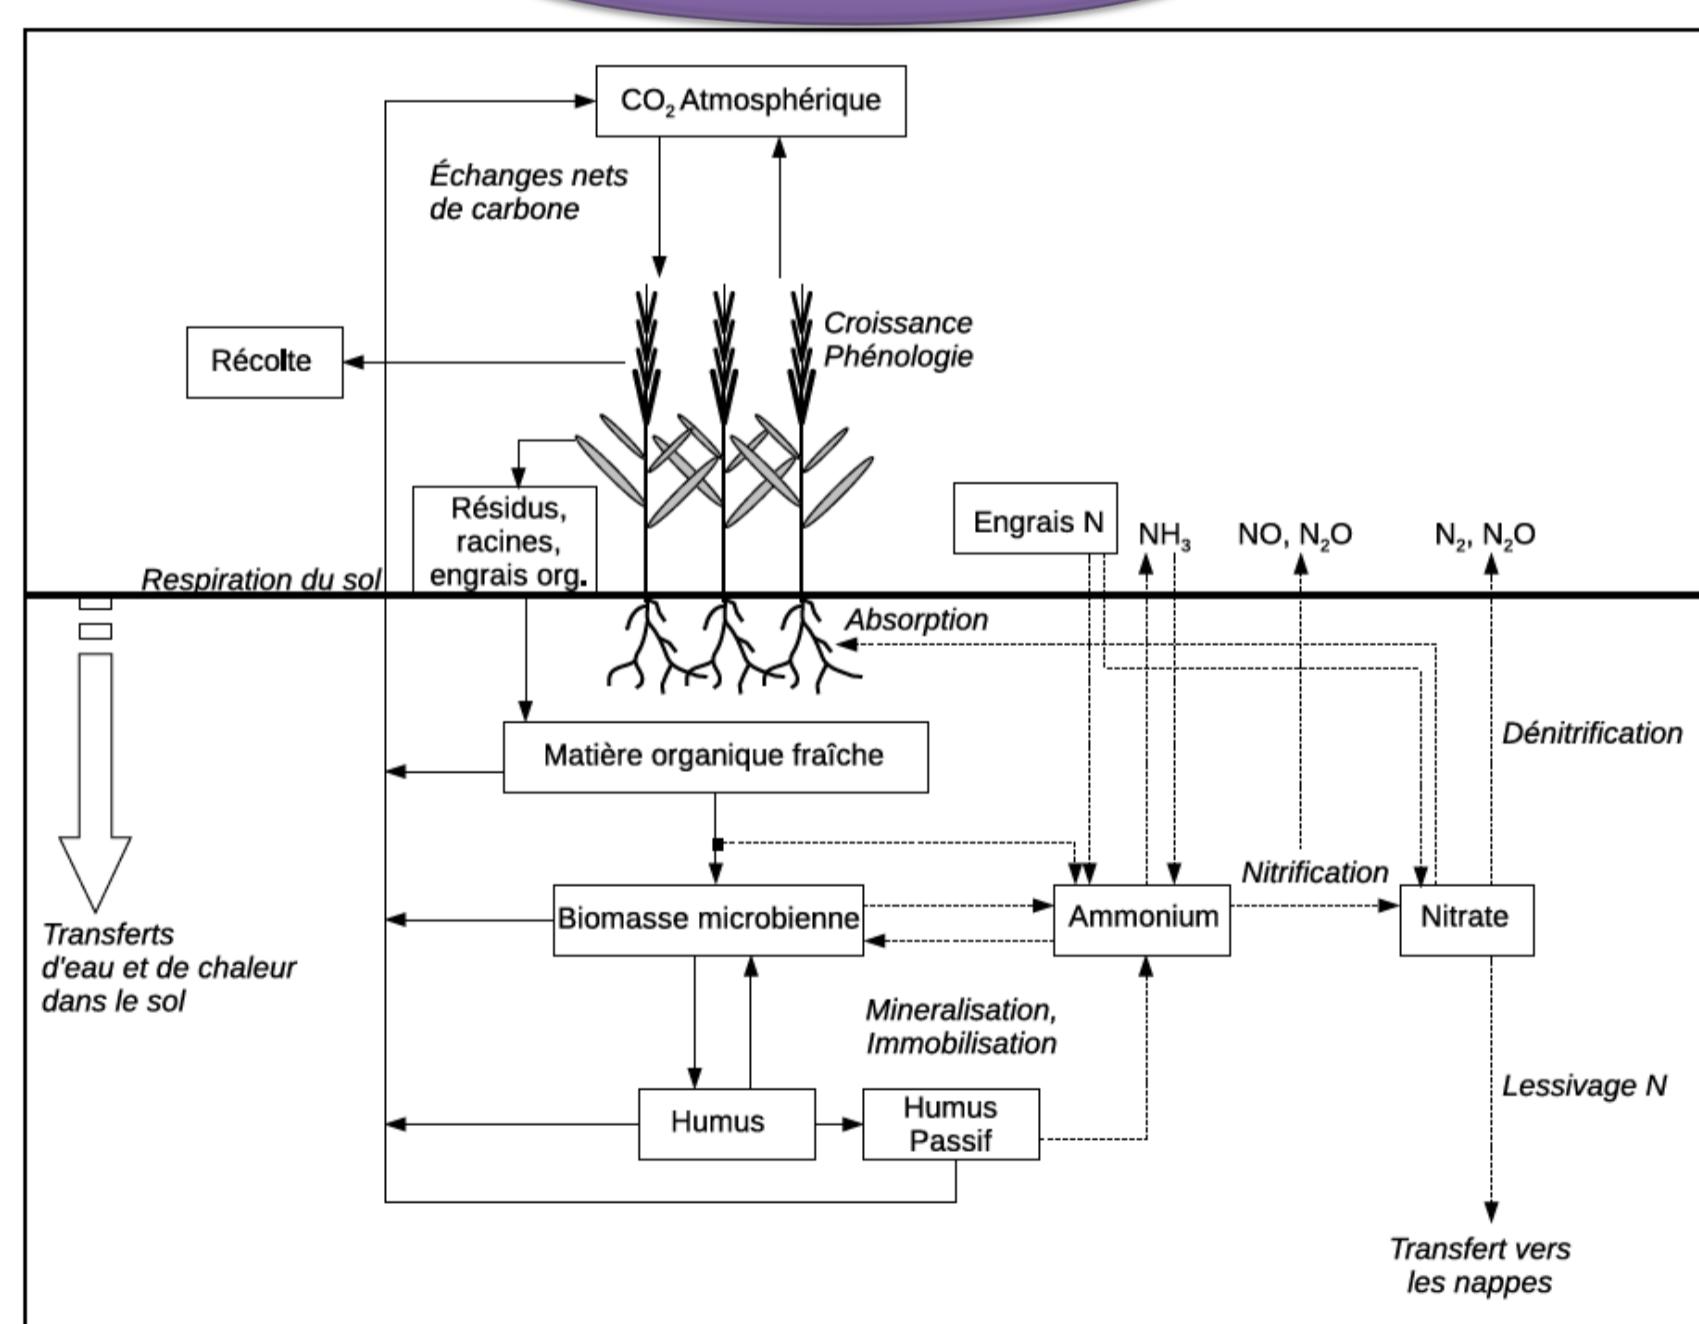 CO₂ Atmosphérique
Échanges nets
de carbone
Croissance
Phénologie
Récolte
Résidus,
racines,
engrais org.
Engrais N
NH₃
NO, N₂O
N₂, N₂O
Respiration du sol
Absorption
Dénitrification
Matière organique fraîche
Nitrification
Biomasse microbienne
Ammonium
Nitrate
Transferts
d'eau et de chaleur
dans le sol
Mineralisation,
Immobilisation
Lessivage N
Humus
Humus
Passif
Transfert vers
les nappes